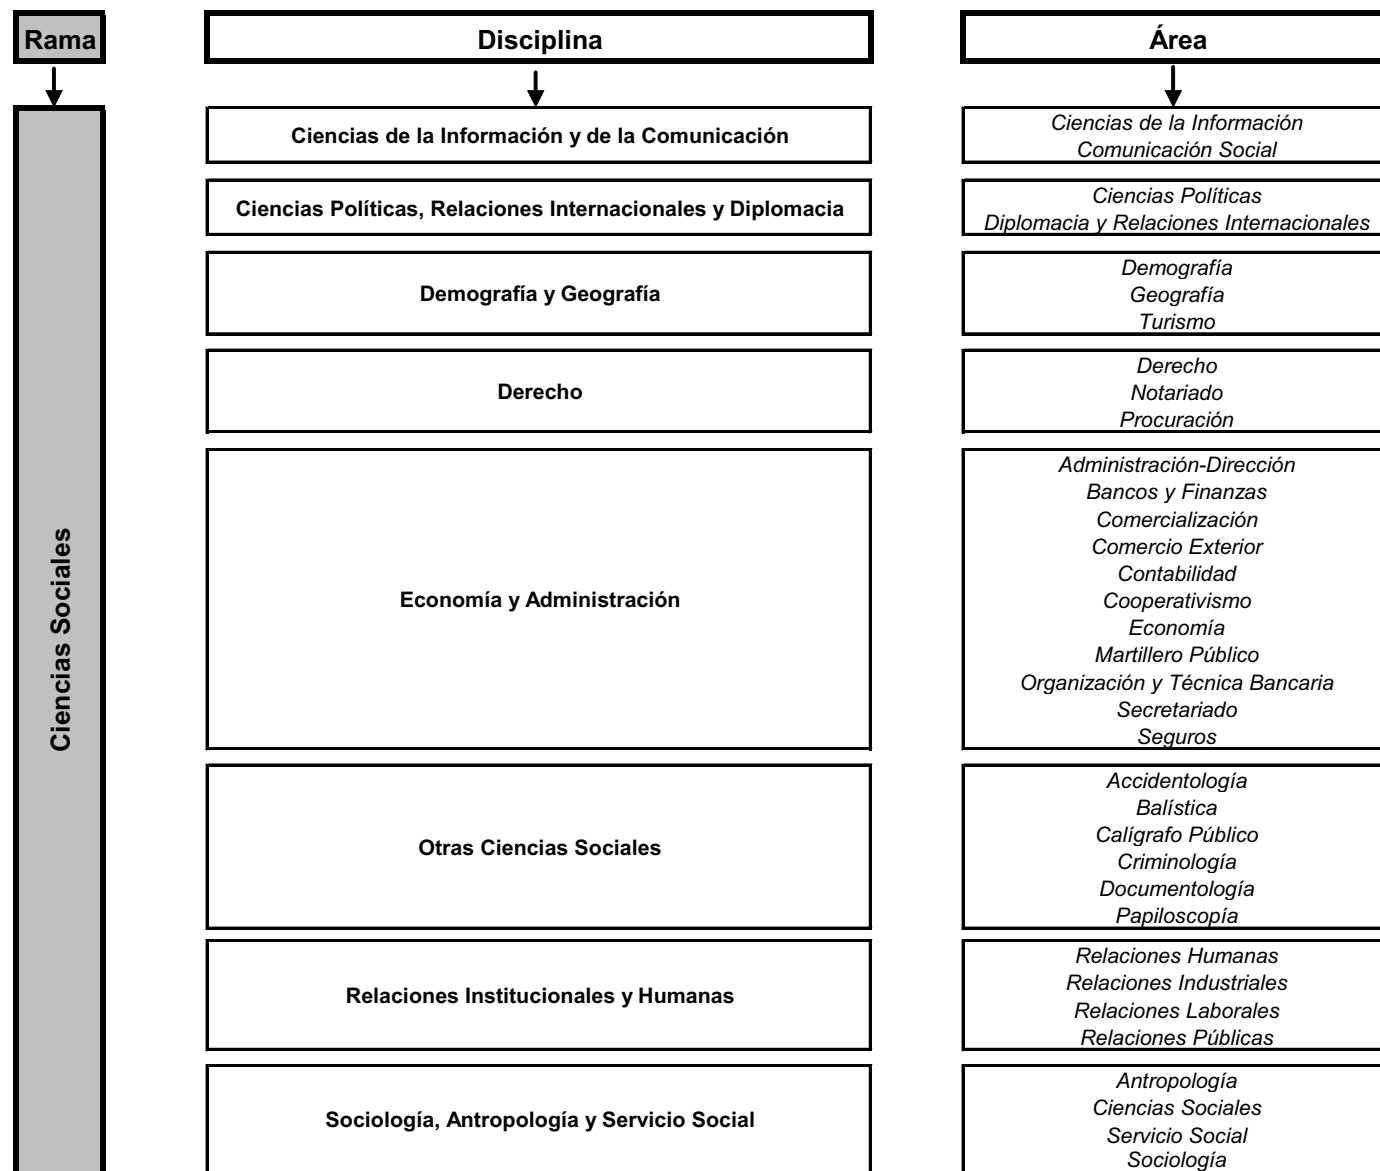 Rama
Disciplina
Área
Ciencias Sociales
Ciencias de la Información y de la Comunicación
Ciencias de la Información
Comunicación Social
Ciencias Políticas, Relaciones Internacionales y Diplomacia
Ciencias Políticas
Diplomacia y Relaciones Internacionales
Demografía y Geografía
Demografía
Geografía
Turismo
Derecho
Derecho
Notariado
Procuración
Economía y Administración
Administración-Dirección
Bancos y Finanzas
Comercialización
Comercio Exterior
Contabilidad
Cooperativismo
Economía
Martillero Público
Organización y Técnica Bancaria
Secretariado
Seguros
Otras Ciencias Sociales
Accidentología
Balística
Calígrafo Público
Criminología
Documentología
Papiloscopía
Relaciones Institucionales y Humanas
Relaciones Humanas
Relaciones Industriales
Relaciones Laborales
Relaciones Públicas
Sociología, Antropología y Servicio Social
Antropología
Ciencias Sociales
Servicio Social
Sociología